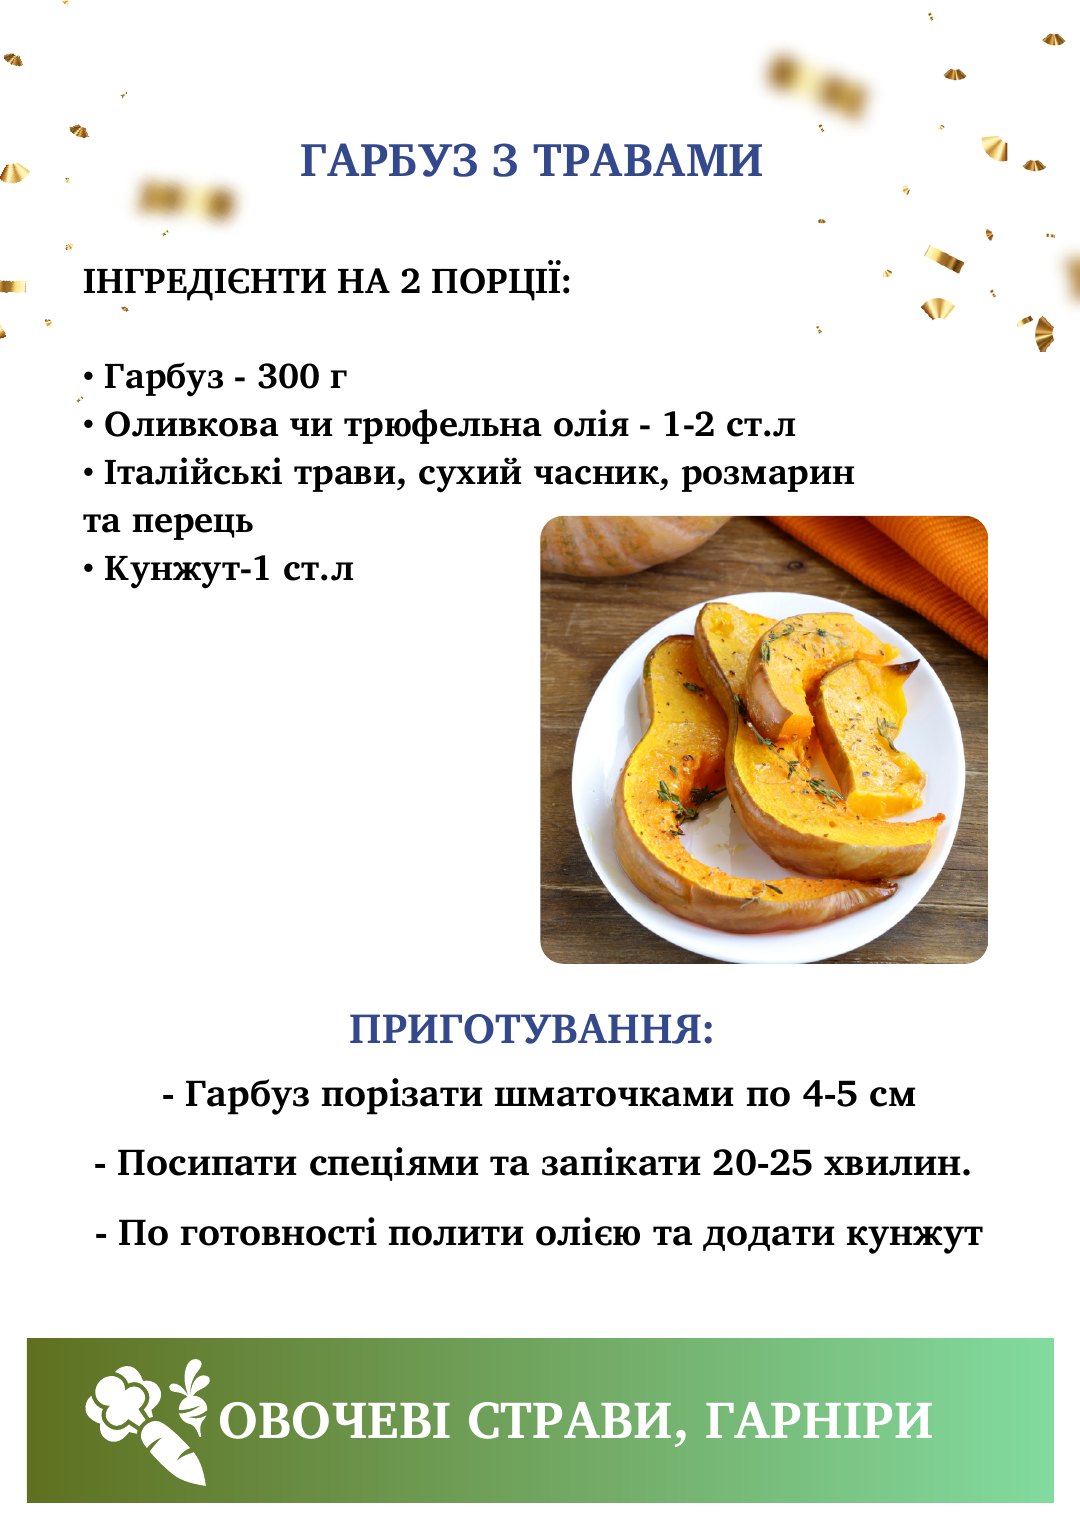 ГАРБУЗ З ТРАВАМИ
ІНГРЕДІЄНТИ НА 2 ПОРЦІЇ:
• Гарбуз - 300 г
• Оливкова чи трюфельна олія - 1-2 ст.л
• Італійські трави, сухий часник, розмарин
та перець
• Кунжут-1 ст.л
ПРИГОТУВАННЯ:
- Гарбуз порізати шматочками по 4-5 см
- Посипати спеціями та запікати 20-25 хвилин.
- По готовності полити олією та додати кунжут
ОВОЧЕВІ СТРАВИ, ГАРНІРИ